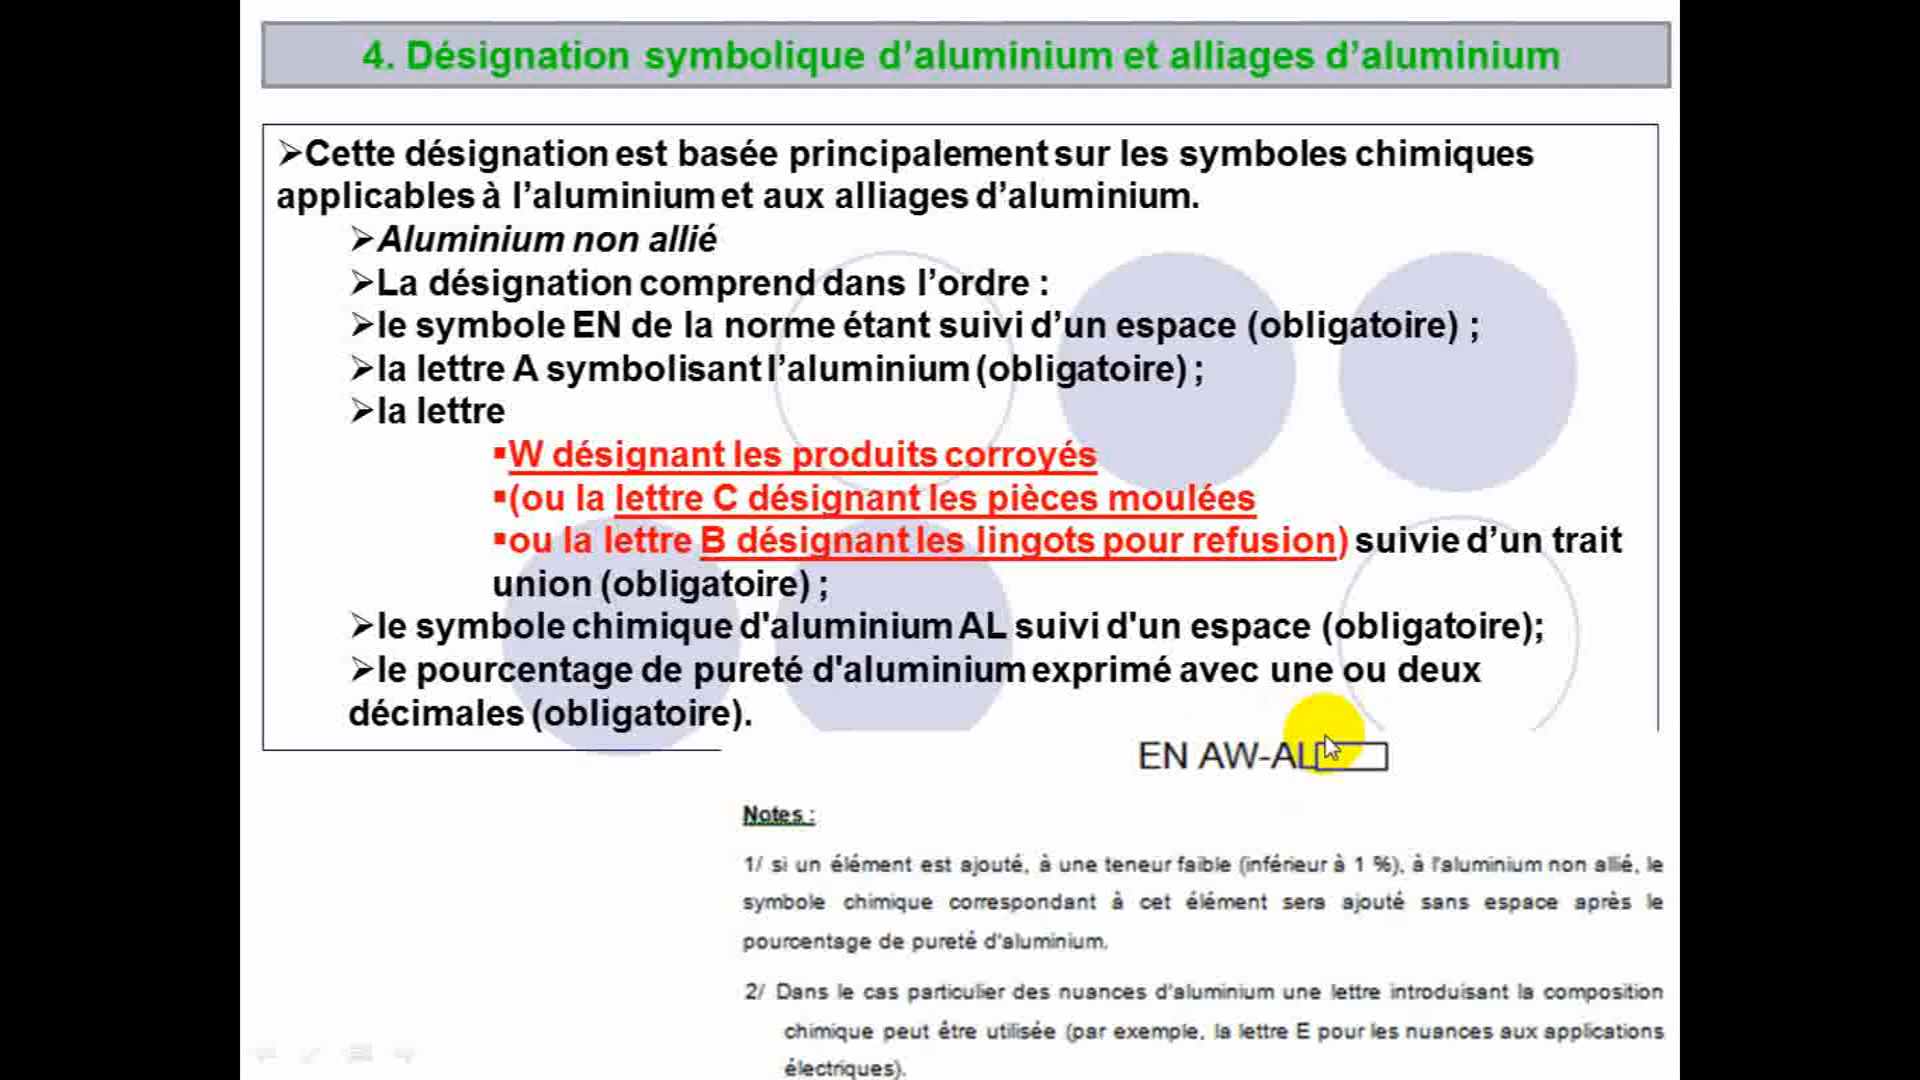 4. Désignation symbolique d’aluminium et alliages d’aluminium
➢Cette désignation est basée principalement sur les symboles chimiques
applicables à l’aluminium et aux alliages d’aluminium.
➢Aluminium non allié
➢La désignation comprend dans l’ordre :
➢le symbole EN de la norme étant suivi d’un espace (obligatoire) ;
➢la lettre A symbolisant l’aluminium (obligatoire) ;
➢la lettre
▪W désignant les produits corroyés
▪(ou la lettre C désignant les pièces moulées
▪ou la lettre B désignant les lingots pour refusion) suivie d’un trait
union (obligatoire) ;
➢le symbole chimique d'aluminium AL suivi d'un espace (obligatoire);
➢le pourcentage de pureté d'aluminium exprimé avec une ou deux
décimales (obligatoire).
EN AW-AL
Notes :
1/ si un élément est ajouté, à une teneur faible (inférieur à 1 %), à l'aluminium non allié, le
symbole chimique correspondant à cet élément sera ajouté sans espace après le
pourcentage de pureté d'aluminium.
2/ Dans le cas particulier des nuances d'aluminium une lettre introduisant la composition
chimique peut être utilisée (par exemple, la lettre E pour les nuances aux applications
électriques).